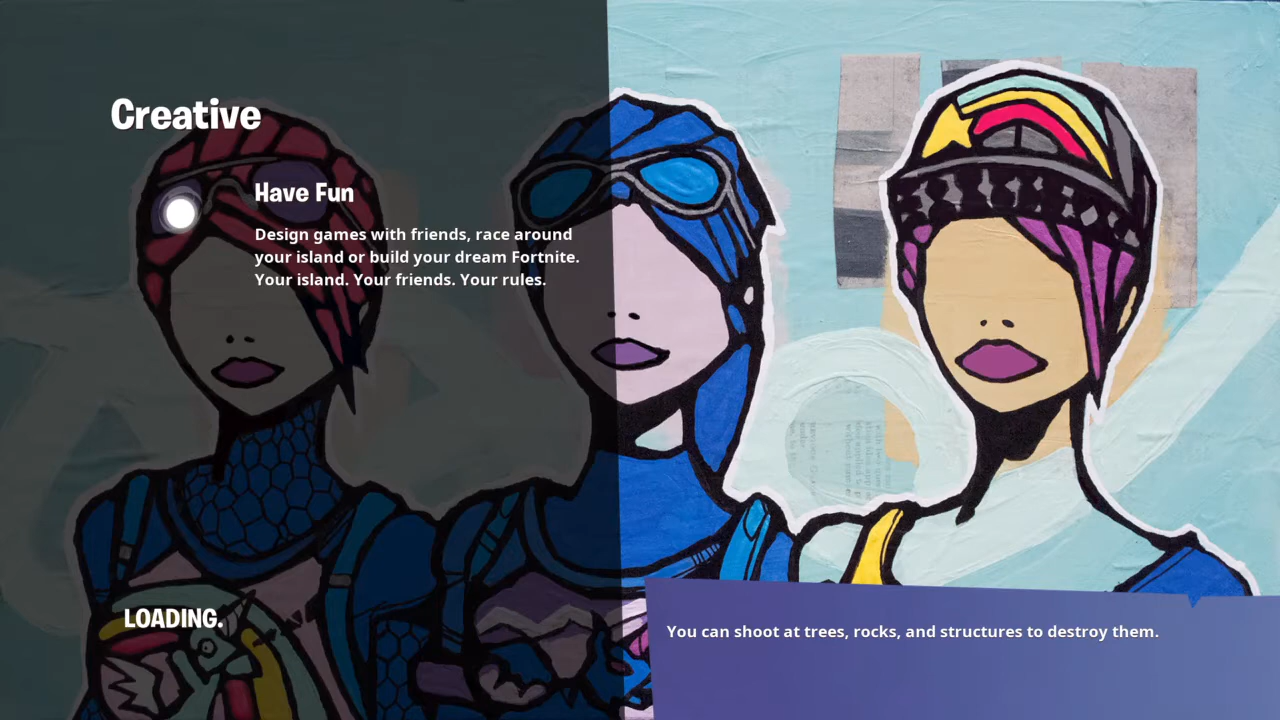 Creative
Have Fun
Design games with friends, race around
your island or build your dream Fortnite.
Your island. Your friends. Your rules.
LOADING.
You can shoot at trees, rocks, and structures to destroy them.